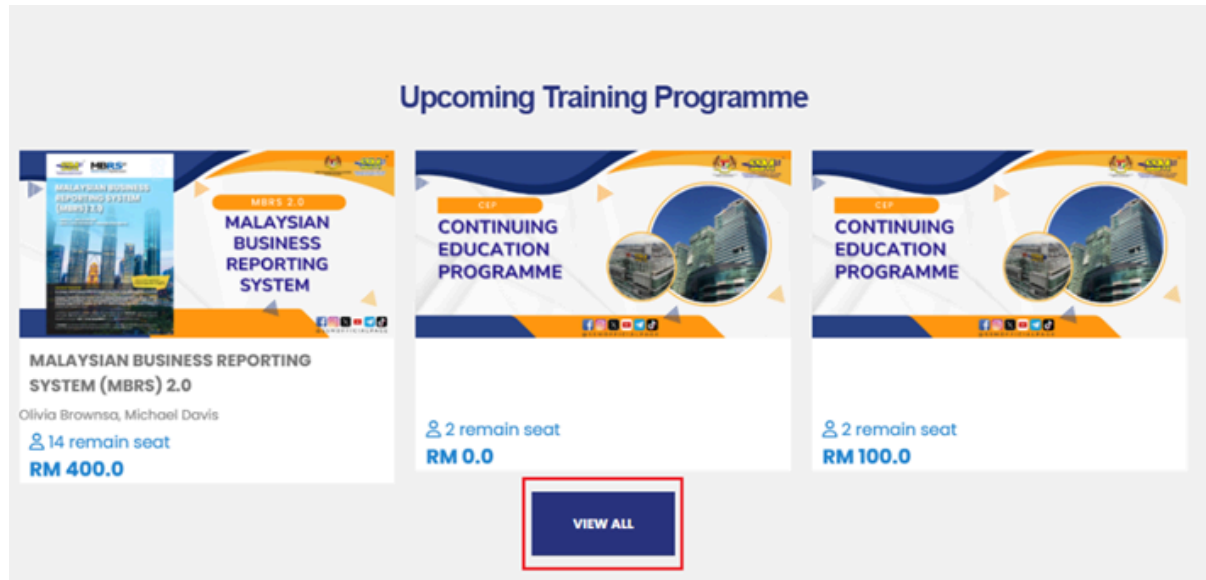 Upcoming Training Programme
MBRS
MALAYSIAN BUSINESS
REPORTING SYSTEM
(MBRS) 2.0
MBRS 2.0
MALAYSIAN
BUSINESS
REPORTING
SYSTEM
MALAYSIAN BUSINESS REPORTING
SYSTEM (MBRS) 2.0
Olivia Brownsa, Michael Davis
14 remain seat
RM 400.0
CEP
CONTINUING
EDUCATION
PROGRAMME
2 remain seat
RM 0.0
CEP
CONTINUING
EDUCATION
PROGRAMME
2 remain seat
RM 100.0
VIEW ALL